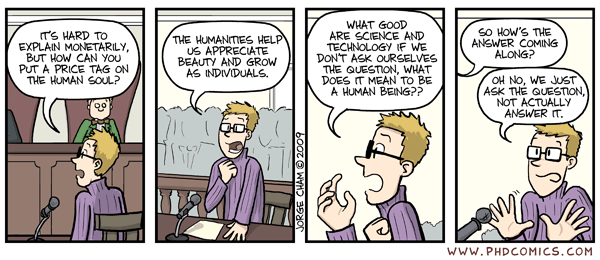 IT'S HARD TO
EXPLAIN MONETARILY,
BUT HOW CAN YOU
PUT A PRICE TAG ON
THE HUMAN SOUL?
THE HUMANITIES HELP
US APPRECIATE
BEAUTY AND GROW
AS INDIVIDUALS.
JORGE CHAM © 2009
WHAT GOOD
ARE SCIENCE AND
TECHNOLOGY IF WE
DON'T ASK OURSELVES
THE QUESTION, WHAT
DOES IT MEAN TO BE
A HUMAN BEING??
SO HOW'S THE
ANSWER COMING
ALONG?
OH NO, WE JUST
ASK THE QUESTION,
NOT ACTUALLY
ANSWER IT.
WWW.PHDCOMICS.COM